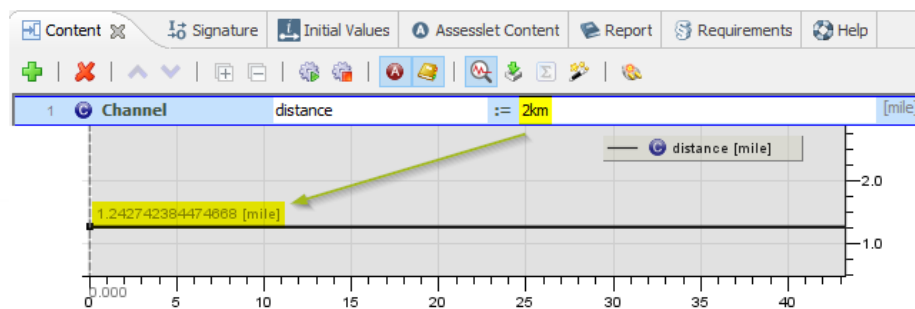 Content Signature Initial Values Assesslet Content Report Requirements Help
1 Channel distance := 2km [mile]
distance [mile]
2.0
1.242742384474668 [mile]
1.0
0.000
0 5 10 15 20 25 30 35 40